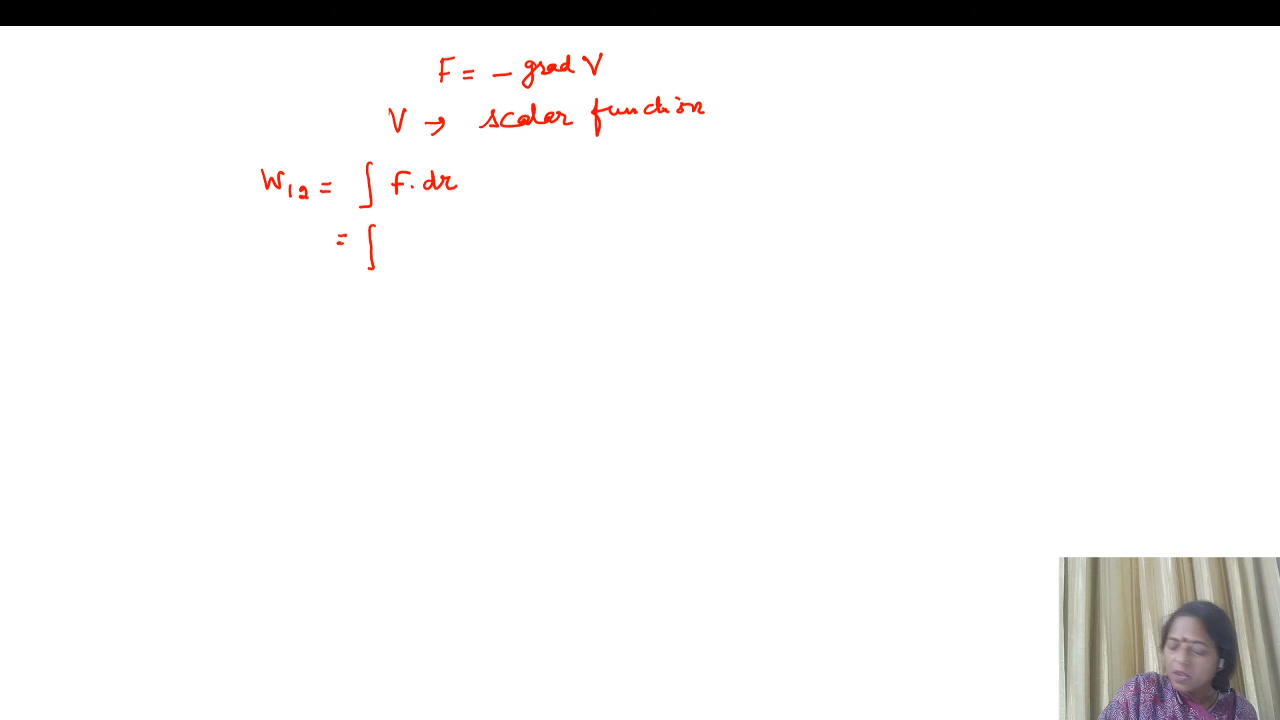 F = - grad V
V → scalar function
W12 = ∫ F. dr
= ∫